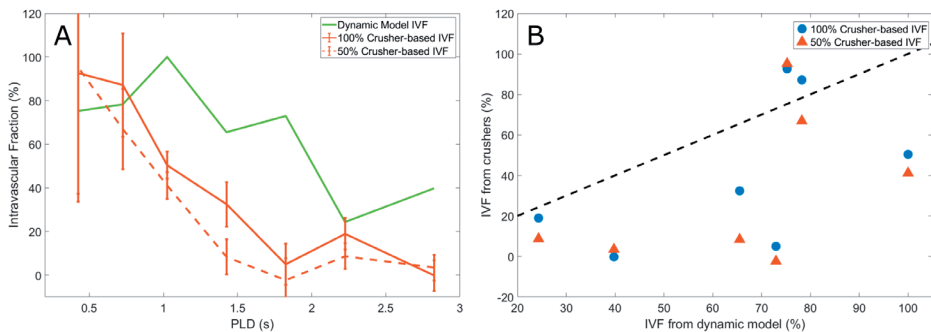 A
Dynamic Model IVF
100% Crusher-based IVF
50% Crusher-based IVF
120
100
80
60
40
20
0
Intravascular Fraction (%)
0.5
1
1.5
2
2.5
3
PLD (s)
B
100% Crusher-based IVF
50% Crusher-based IVF
120
100
80
60
40
20
0
-20
IVF from crushers (%)
20
30
40
50
60
70
80
90
100
IVF from dynamic model (%)